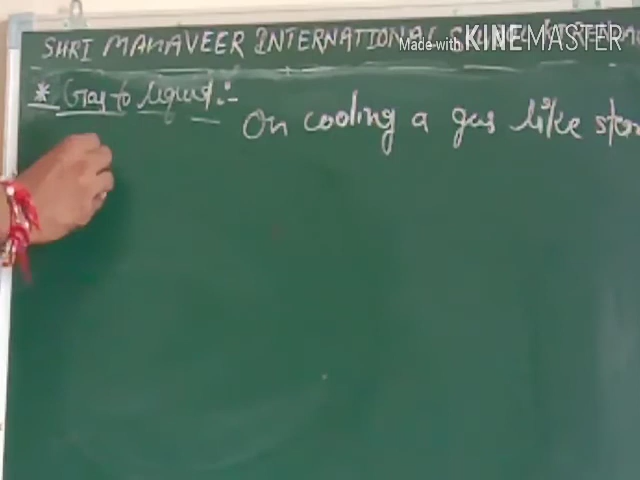 SHRI MAHAVEER INTERNATIONAL
Made with KINEMASTER
* Gas to liquid :-
On cooling a gas like